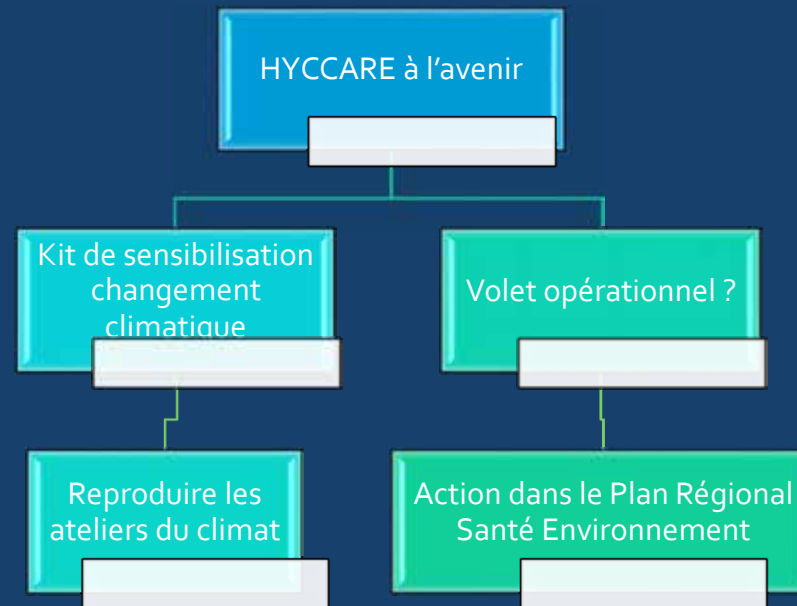 HYCCARE à l'avenir
Kit de sensibilisation
changement
climatique
Volet opérationnel ?
Reproduire les
ateliers du climat
Action dans le Plan Régional
Santé Environnement